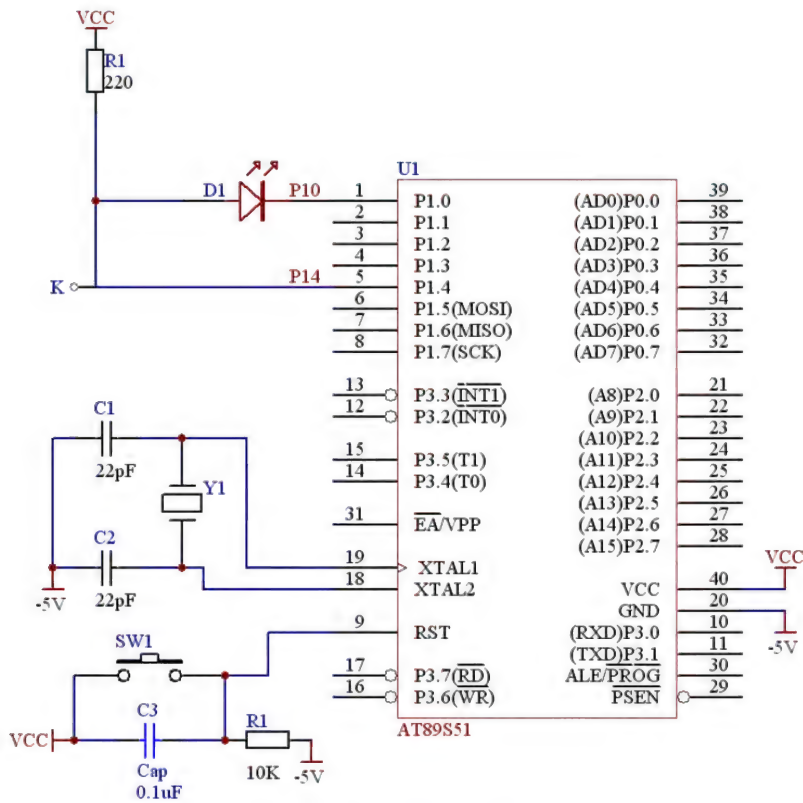 VCC
R1
220
D1
P10
K
P14
U1
1 P1.0 (AD0)P0.0 39
2 P1.1 (AD1)P0.1 38
3 P1.2 (AD2)P0.2 37
4 P1.3 (AD3)P0.3 36
5 P1.4 (AD4)P0.4 35
6 P1.5(MOSI) (AD5)P0.5 34
7 P1.6(MISO) (AD6)P0.6 33
8 P1.7(SCK) (AD7)P0.7 32
13 P3.3(INT1) (A8)P2.0 21
12 P3.2(INT0) (A9)P2.1 22
(A10)P2.2 23
15 P3.5(T1) (A11)P2.3 24
14 P3.4(T0) (A12)P2.4 25
(A13)P2.5 26
31 EA/VPP (A14)P2.6 27
(A15)P2.7 28
19 XTAL1
18 XTAL2 VCC 40
GND 20
9 RST (RXD)P3.0 10
(TXD)P3.1 11
17 P3.7(RD) ALE/PROG 30
16 P3.6(WR) PSEN 29
AT89S51
VCC
-5V
C1
22pF
Y1
C2
22pF
-5V
SW1
C3
VCC
Cap
0.1uF
R1
10K
-5V